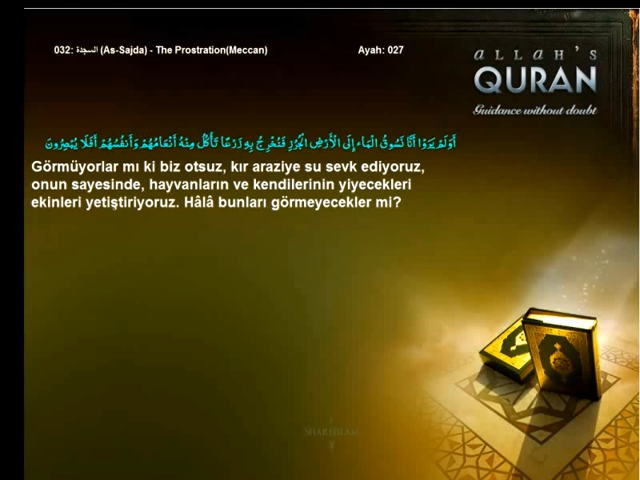 032: السجدة (As-Sajda) - The Prostration(Meccan) Ayah: 027
ALLAH'S
QURAN
Guidance without doubt
أَوَلَمْ يَرَوْا أَنَّا نَسُوقُ الْمَاء إِلَى الْأَرْضِ الْجُرُزِ فَنُخْرِجُ بِهِ زَرْعًا تَأْكُلُ مِنْهُ أَنْعَامُهُمْ وَأَنفُسُهُمْ أَفَلَا يُبْصِرُونَ
Görmüyorlar mı ki biz otsuz, kır araziye su sevk ediyoruz,
onun sayesinde, hayvanların ve kendilerinin yiyecekleri
ekinleri yetiştiriyoruz. Hâlâ bunları görmeyecekler mi?